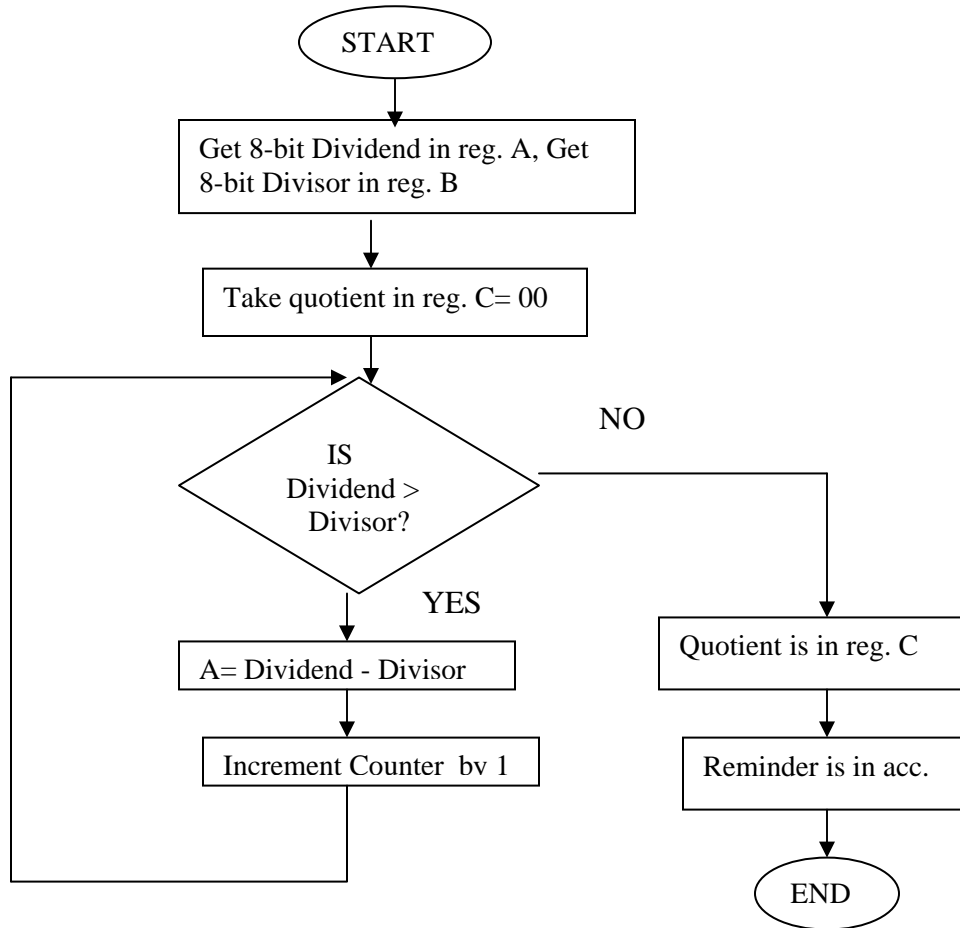 START
Get 8-bit Dividend in reg. A, Get
8-bit Divisor in reg. B
Take quotient in reg. C= 00
NO
IS
Dividend >
Divisor?
YES
A= Dividend - Divisor
Increment Counter by 1
Quotient is in reg. C
Reminder is in acc.
END